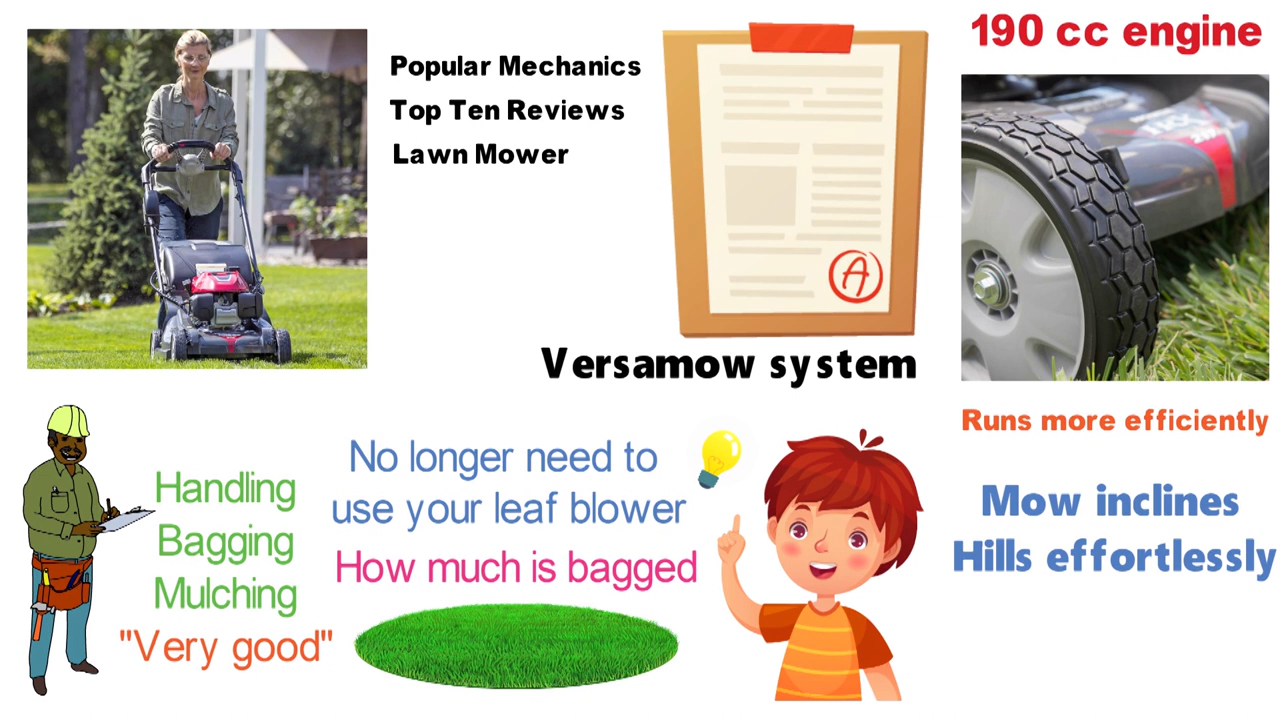 Popular Mechanics
Top Ten Reviews
Lawn Mower
A
Versamow system
190 cc engine
Runs more efficiently
Mow inclines
Hills effortlessly
Handling
Bagging
Mulching
"Very good"
No longer need to
use your leaf blower
How much is bagged